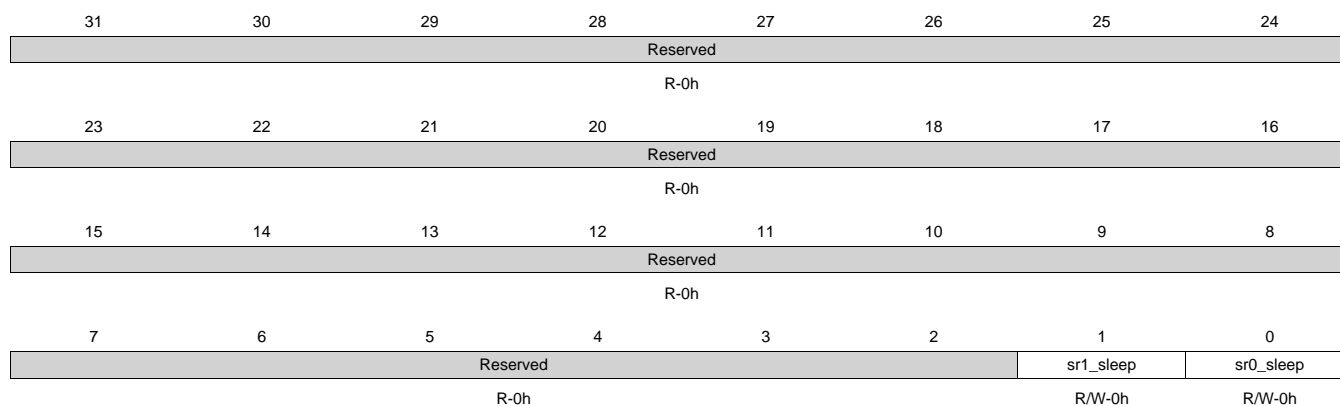 31 30 29 28 27 26 25 24
Reserved
R-0h
23 22 21 20 19 18 17 16
Reserved
R-0h
15 14 13 12 11 10 9 8
Reserved
R-0h
7 6 5 4 3 2 1 0
Reserved sr1_sleep sr0_sleep
R-0h R/W-0h R/W-0h